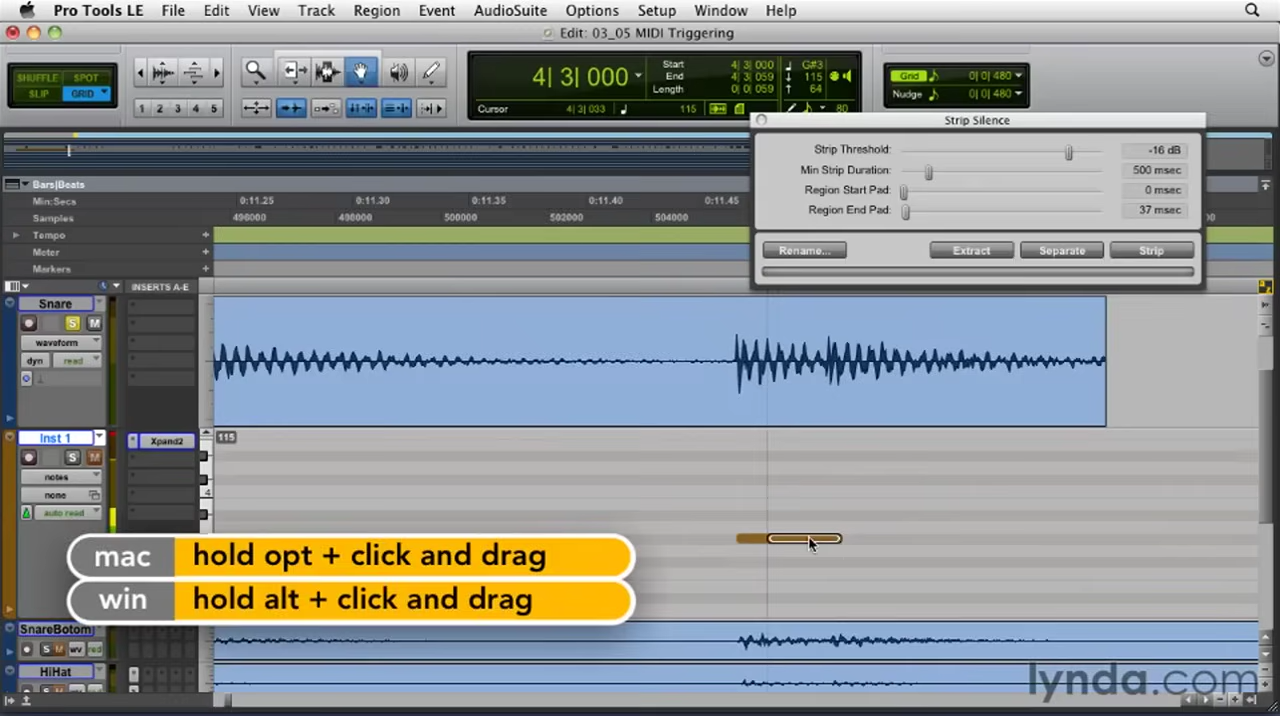 Pro Tools LE File Edit View Track Region Event AudioSuite Options Setup Window Help
Edit: 03_05 MIDI Triggering
SHUFFLE SPOT
SLIP GRID
1 2 3 4 5
4| 3| 000
Start 4| 3| 000
End 4| 3| 059
Length 0| 0| 059
G#3
115
64
Cursor 4| 3| 033 115 80
Grid 0| 0| 480
Nudge 0| 0| 480
Strip Silence
Strip Threshold: -16 dB
Min Strip Duration: 500 msec
Region Start Pad: 0 msec
Region End Pad: 37 msec
Rename... Extract Separate Strip
Bars|Beats
Min:Secs 0:11.25 0:11.30 0:11.35 0:11.40 0:11.45
Samples 496000 498000 500000 502000 504000
Tempo
Meter
Markers
INSERTS A-E
Snare
S M
waveform
dyn read
Inst 1 Xpand2 115
S M
notes
none 4
auto read
mac hold opt + click and drag
win hold alt + click and drag
SnareBotom
S M wv red
HiHat
lynda.com